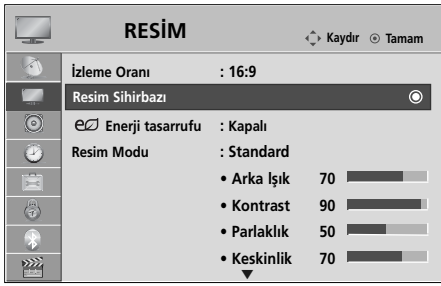 RESİM
Kaydır Tamam
İzleme Oranı : 16:9
Resim Sihirbazı
Enerji tasarrufu : Kapalı
Resim Modu : Standard
• Arka Işık 70
• Kontrast 90
• Parlaklık 50
• Keskinlik 70